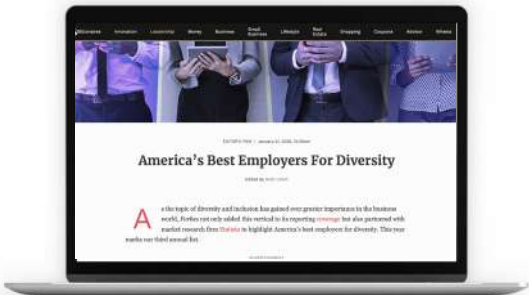 Billionaires Innovation Leadership Money Business Small Business Lifestyle Real Estate Shopping Coupons Advisor Wheels
America's Best Employers For Diversity
A s the topic of diversity and inclusion has gained ever greater importance in the business
world, Forbes not only added this vertical to its reporting coverage but also partnered with
market research firm Statista to highlight America's best employers for diversity. This year
marks our third annual list.